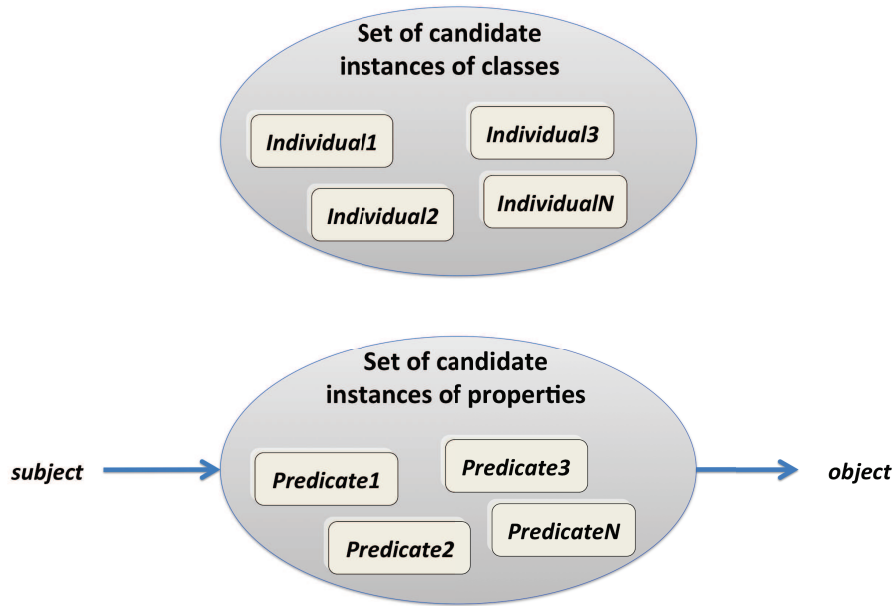 Set of candidate
instances of classes
Individual1
Individual3
Individual2
IndividualN
Set of candidate
instances of properties
subject
Predicate1
Predicate3
object
Predicate2
PredicateN